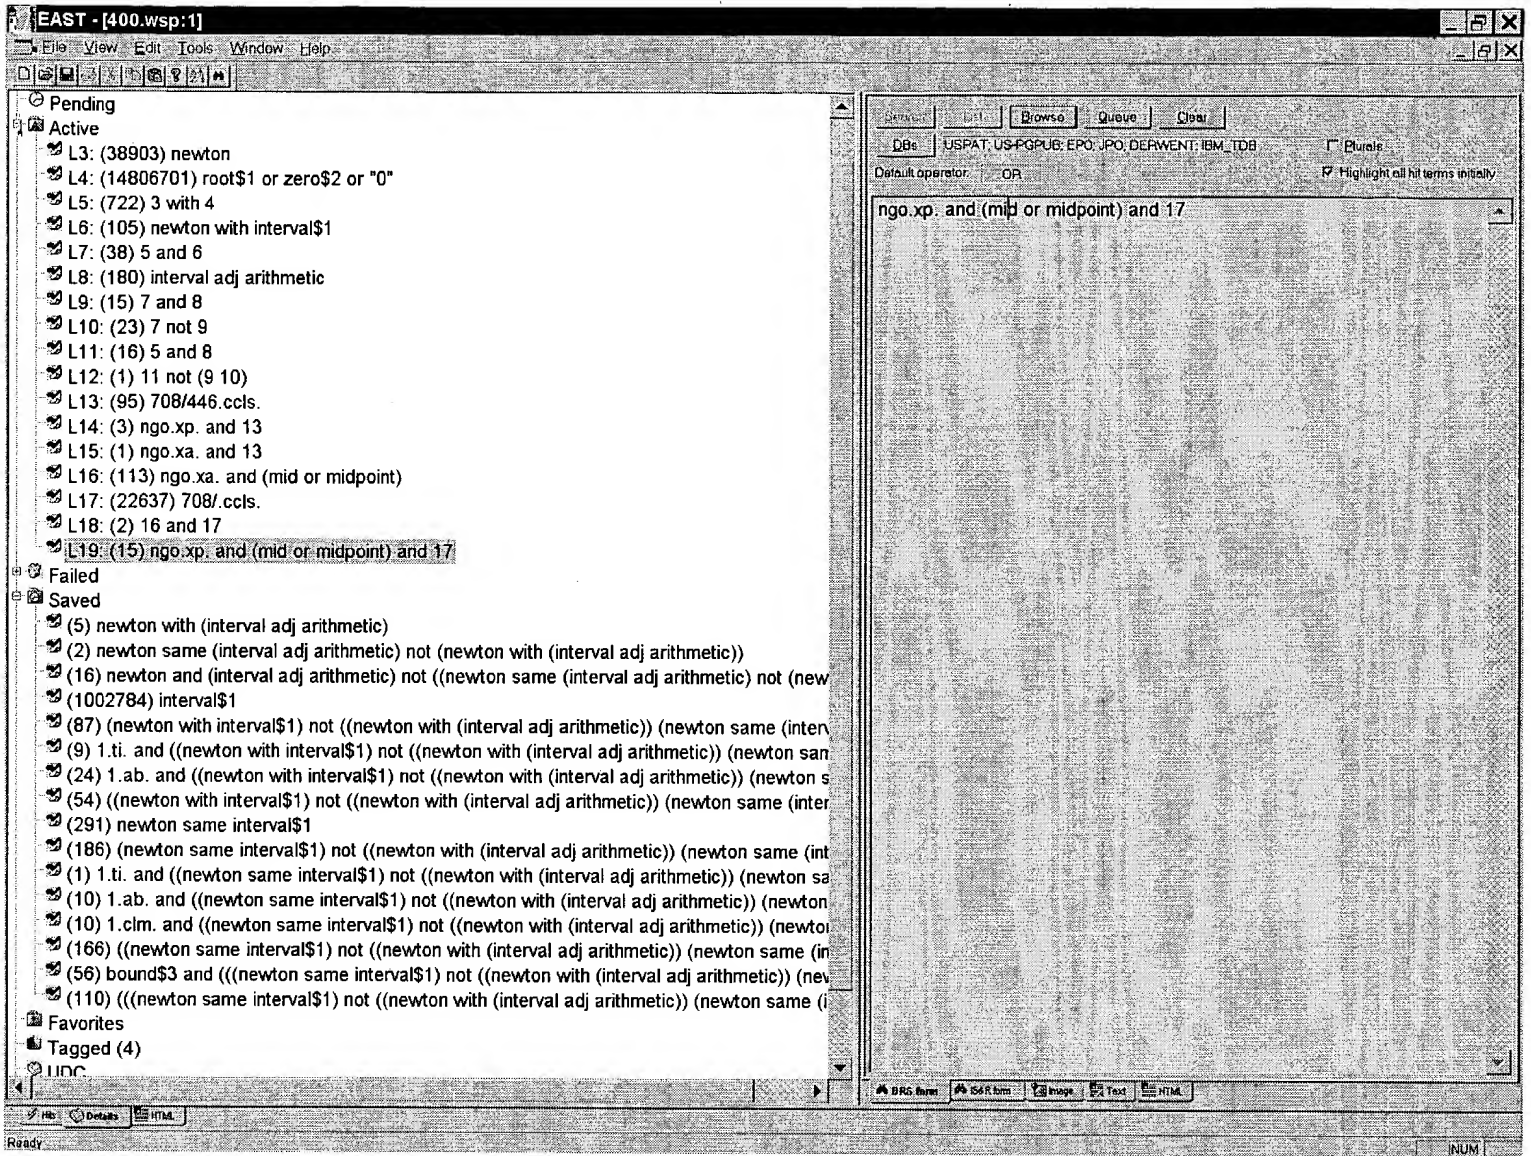 EAST - [400.wsp:1]
File View Edit Tools Window Help
Pending
Active
L3: (38903) newton
L4: (14806701) root$1 or zero$2 or "0"
L5: (722) 3 with 4
L6: (105) newton with interval$1
L7: (38) 5 and 6
L8: (180) interval adj arithmetic
L9: (15) 7 and 8
L10: (23) 7 not 9
L11: (16) 5 and 8
L12: (1) 11 not (9 10)
L13: (95) 708/446.ccls.
L14: (3) ngo.xp. and 13
L15: (1) ngo.xa. and 13
L16: (113) ngo.xa. and (mid or midpoint)
L17: (22637) 708/.ccls.
L18: (2) 16 and 17
L19: (15) ngo.xp. and (mid or midpoint) and 17
Failed
Saved
(5) newton with (interval adj arithmetic)
(2) newton same (interval adj arithmetic) not (newton with (interval adj arithmetic))
(16) newton and (interval adj arithmetic) not ((newton same (interval adj arithmetic) not (new
(1002784) interval$1
(87) (newton with interval$1) not ((newton with (interval adj arithmetic)) (newton same (interv
(9) 1.ti. and ((newton with interval$1) not ((newton with (interval adj arithmetic)) (newton san
(24) 1.ab. and ((newton with interval$1) not ((newton with (interval adj arithmetic)) (newton s
(54) ((newton with interval$1) not ((newton with (interval adj arithmetic)) (newton same (inter
(291) newton same interval$1
(186) (newton same interval$1) not ((newton with (interval adj arithmetic)) (newton same (int
(1) 1.ti. and ((newton same interval$1) not ((newton with (interval adj arithmetic)) (newton sa
(10) 1.ab. and ((newton same interval$1) not ((newton with (interval adj arithmetic)) (newton
(10) 1.clm. and ((newton same interval$1) not ((newton with (interval adj arithmetic)) (newto
(166) ((newton same interval$1) not ((newton with (interval adj arithmetic)) (newton same (in
(56) bound$3 and (((newton same interval$1) not ((newton with (interval adj arithmetic)) (nev
(110) (((newton same interval$1) not ((newton with (interval adj arithmetic)) (newton same (i
Favorites
Tagged (4)
UDC
Hits Details HTML
Ready
Browse Queue Clear
DBs USPAT; US-PGPUB; EPO; JPO; DERWENT; IBM_TDB Plurals
Default operator: OR Highlight all hit terms initially
ngo.xp. and (mid or midpoint) and 17
BRS form IS&R form Image Text HTML
NUM